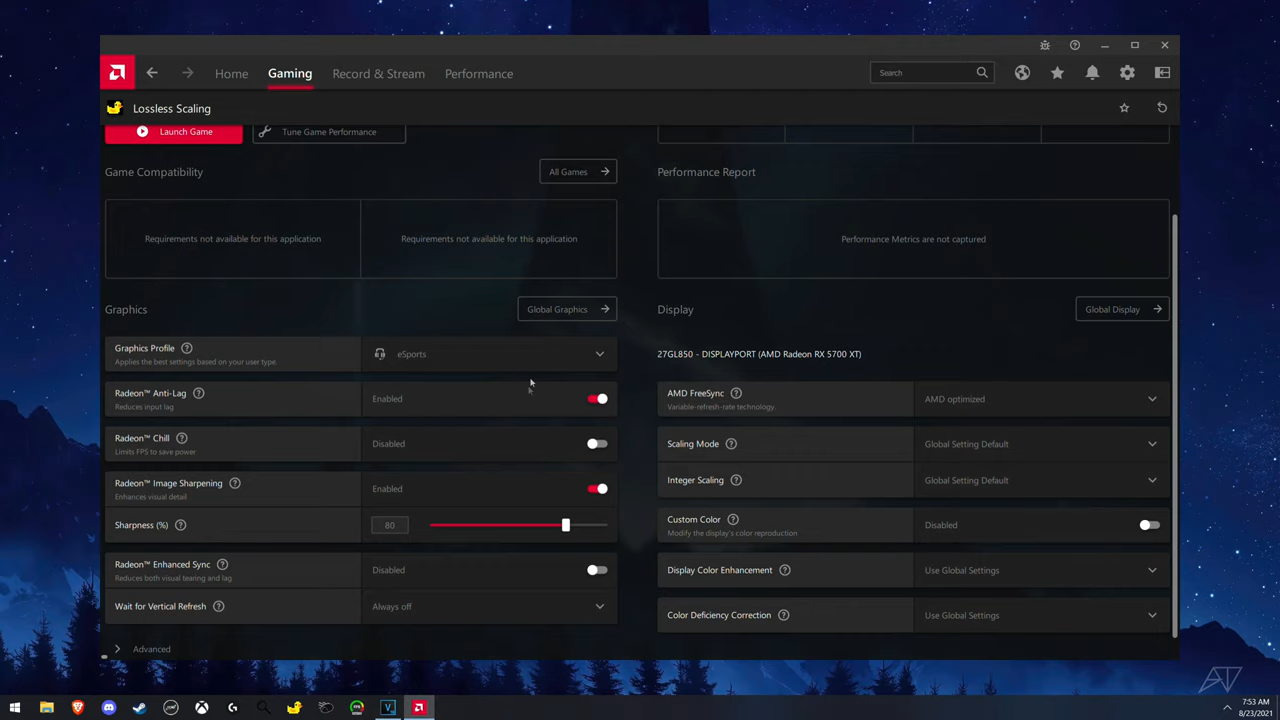 Home
Gaming
Record & Stream
Performance
Search
Lossless Scaling
Launch Game
Tune Game Performance
Game Compatibility
All Games
Requirements not available for this application
Requirements not available for this application
Performance Report
Performance Metrics are not captured
Graphics
Global Graphics
Graphics Profile
Applies the best settings based on your user type.
eSports
Radeon™ Anti-Lag
Reduces input lag
Enabled
Radeon™ Chill
Limits FPS to save power
Disabled
Radeon™ Image Sharpening
Enhances visual detail
Enabled
Sharpness (%)
80
Radeon™ Enhanced Sync
Reduces both visual tearing and lag
Disabled
Wait for Vertical Refresh
Always off
Advanced
Display
Global Display
27GL850 - DISPLAYPORT (AMD Radeon RX 5700 XT)
AMD FreeSync
Variable-refresh-rate technology.
AMD optimized
Scaling Mode
Global Setting Default
Integer Scaling
Global Setting Default
Custom Color
Modify the display's color reproduction
Disabled
Display Color Enhancement
Use Global Settings
Color Deficiency Correction
Use Global Settings
7:53 AM
8/23/2021